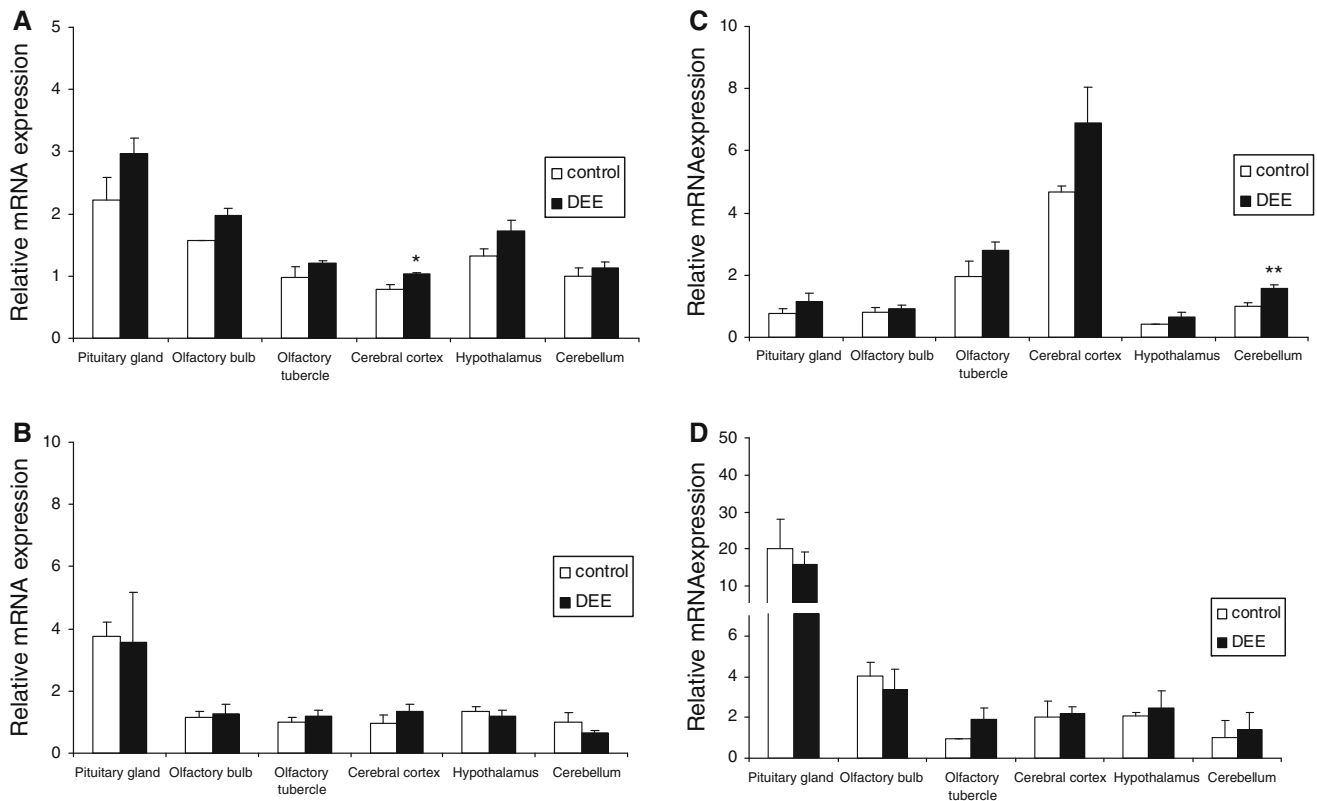 A
Relative mRNA expression
5
4
3
2
1
0
control
DEE
*
Pituitary gland Olfactory bulb Olfactory tubercle Cerebral cortex Hypothalamus Cerebellum
C
Relative mRNAexpression
10
8
6
4
2
0
control
DEE
**
Pituitary gland Olfactory bulb Olfactory tubercle Cerebral cortex Hypothalamus Cerebellum
B
Relative mRNA expression
10
8
6
4
2
0
control
DEE
Pituitary gland Olfactory bulb Olfactory tubercle Cerebral cortex Hypothalamus Cerebellum
D
Relative mRNAexpression
50
40
30
20
10
6
4
2
0
control
DEE
Pituitary gland Olfactory bulb Olfactory tubercle Cerebral cortex Hypothalamus Cerebellum